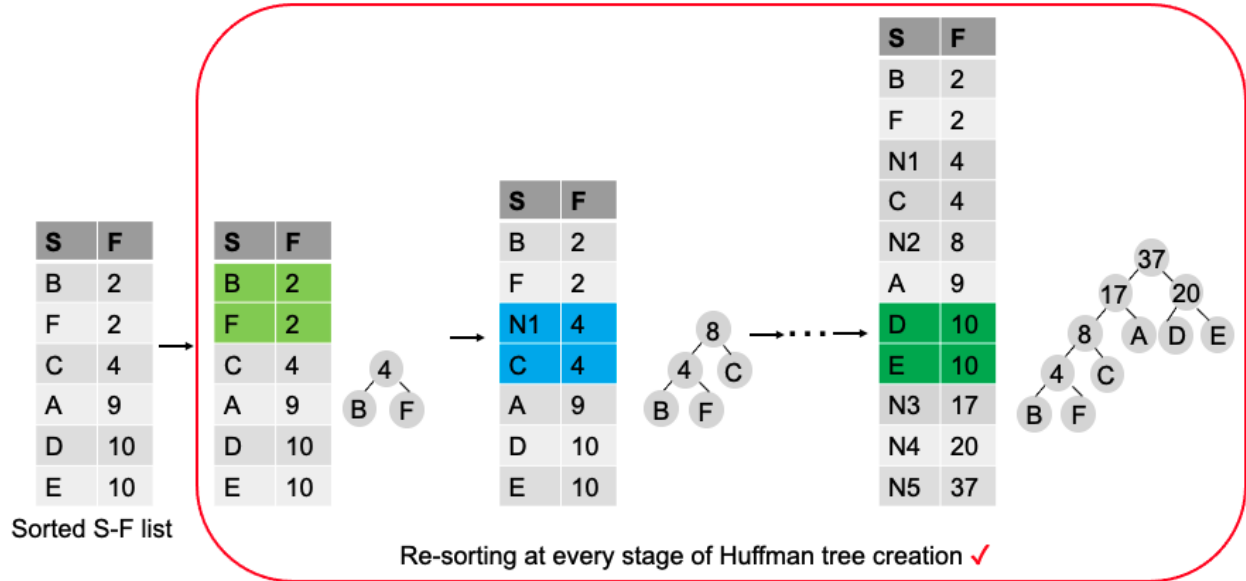 S F
B 2
F 2
C 4
A 9
D 10
E 10
Sorted S-F list
S F
B 2
F 2
C 4
A 9
D 10
E 10
4
B F
S F
B 2
F 2
N1 4
C 4
A 9
D 10
E 10
8
4 C
B F
...
S F
B 2
F 2
N1 4
C 4
N2 8
A 9
D 10
E 10
N3 17
N4 20
N5 37
37
17 20
8 A D E
4 C
B F
Re-sorting at every stage of Huffman tree creation ✓